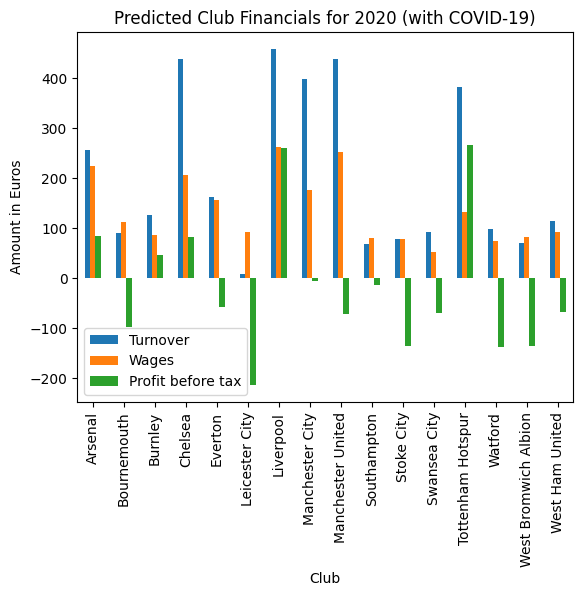 Predicted Club Financials for 2020 (with COVID-19)
Amount in Euros
400
300
200
100
0
−100
−200
Turnover
Wages
Profit before tax
Arsenal
Bournemouth
Burnley
Chelsea
Everton
Leicester City
Liverpool
Manchester City
Manchester United
Southampton
Stoke City
Swansea City
Tottenham Hotspur
Watford
West Bromwich Albion
West Ham United
Club